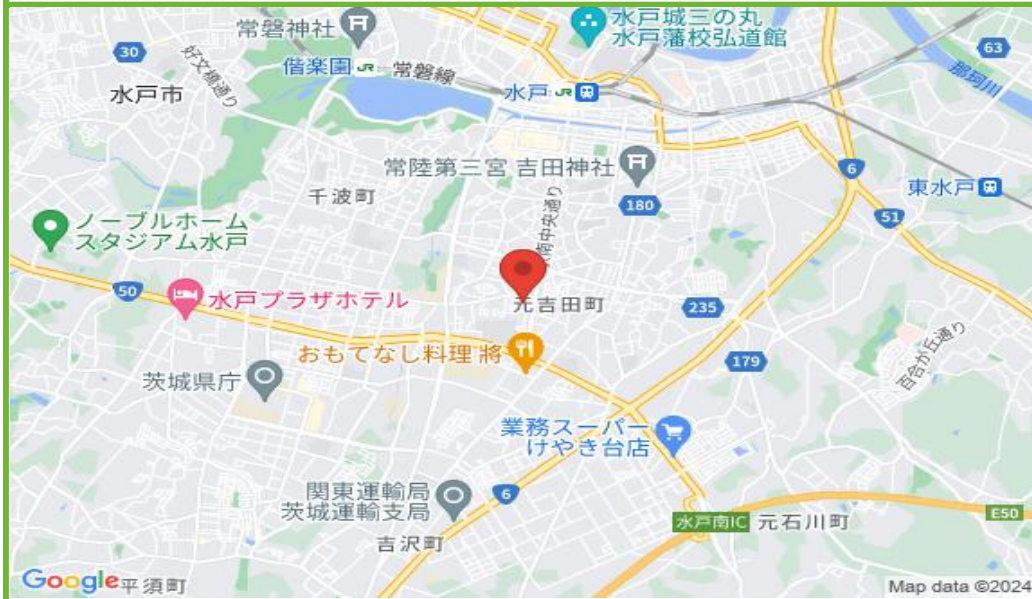 常磐神社
水戸城三の丸
水戸藩校弘道館
30
好文橋通り
63
偕楽園 JR
常磐線
那珂川
水戸市
水戸 JR
常陸第三宮 吉田神社
6
東水戸
千波町
180
51
ノーブルホーム
スタジアム水戸
南中央通り
50
水戸プラザホテル
元吉田町
235
おもてなし料理 將
179
百合が丘通り
茨城県庁
業務スーパー
けやき台店
関東運輸局
茨城運輸支局
6
E50
水戸南IC
元石川町
吉沢町
Google
平須町
Map data ©2024